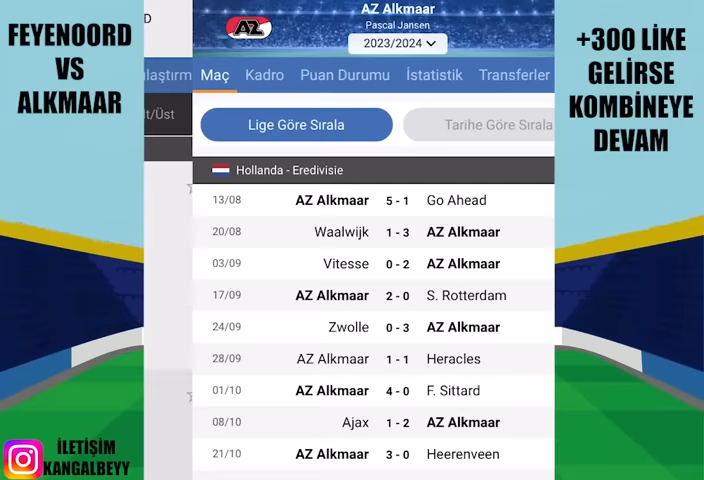 FEYENOORD
VS
ALKMAAR
D
ılaştırm
lt/Üst
AZ
AZ Alkmaar
Pascal Jansen
2023/2024
Maç Kadro Puan Durumu İstatistik Transferler
Lige Göre Sırala Tarihe Göre Sırala
Hollanda - Eredivisie
13/08 AZ Alkmaar 5 - 1 Go Ahead
20/08 Waalwijk 1 - 3 AZ Alkmaar
03/09 Vitesse 0 - 2 AZ Alkmaar
17/09 AZ Alkmaar 2 - 0 S. Rotterdam
24/09 Zwolle 0 - 3 AZ Alkmaar
28/09 AZ Alkmaar 1 - 1 Heracles
01/10 AZ Alkmaar 4 - 0 F. Sittard
08/10 Ajax 1 - 2 AZ Alkmaar
21/10 AZ Alkmaar 3 - 0 Heerenveen
+300 LİKE
GELİRSE
KOMBİNEYE
DEVAM
İLETİŞİM
KANGALBEYY